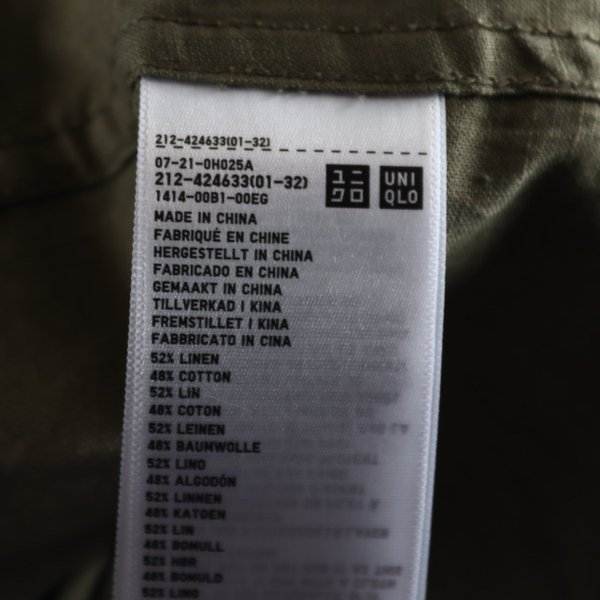 212-424633(01-32)
07-21-0H025A
212-424633(01-32)
1414-00B1-00EG
ユニ
クロ
UNI
QLO
MADE IN CHINA
FABRIQUÉ EN CHINE
HERGESTELLT IN CHINA
FABRICADO EN CHINA
GEMAAKT IN CHINA
TILLVERKAD I KINA
FREMSTILLET I KINA
FABBRICATO IN CINA
52% LINEN
48% COTTON
52% LIN
48% COTON
52% LEINEN
48% BAUMWOLLE
52% LINO
48% ALGODÓN
52% LINNEN
48% KATOEN
52% LIN
48% BOMULL
52% HØR
48% BOMULD